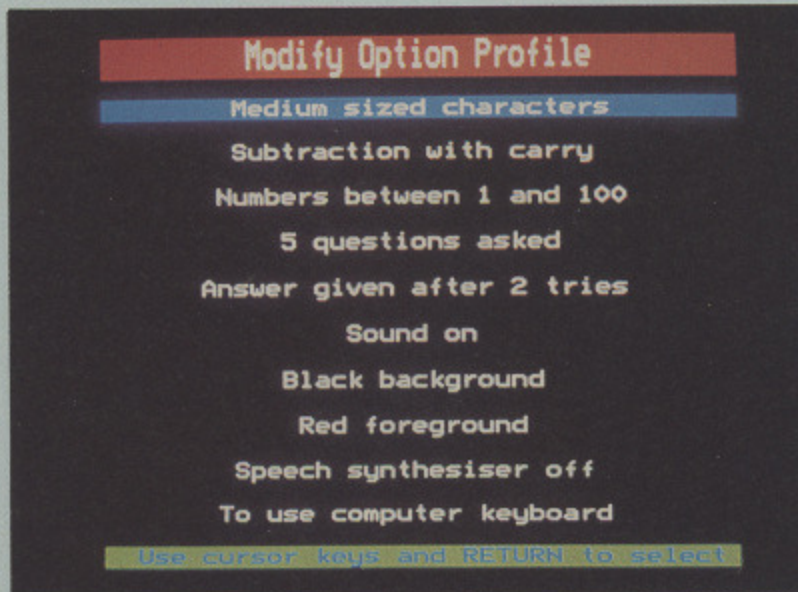 Modify Option Profile
Medium sized characters
Subtraction with carry
Numbers between 1 and 100
5 questions asked
Answer given after 2 tries
Sound on
Black background
Red foreground
Speech synthesiser off
To use computer keyboard
Use cursor keys and RETURN to select